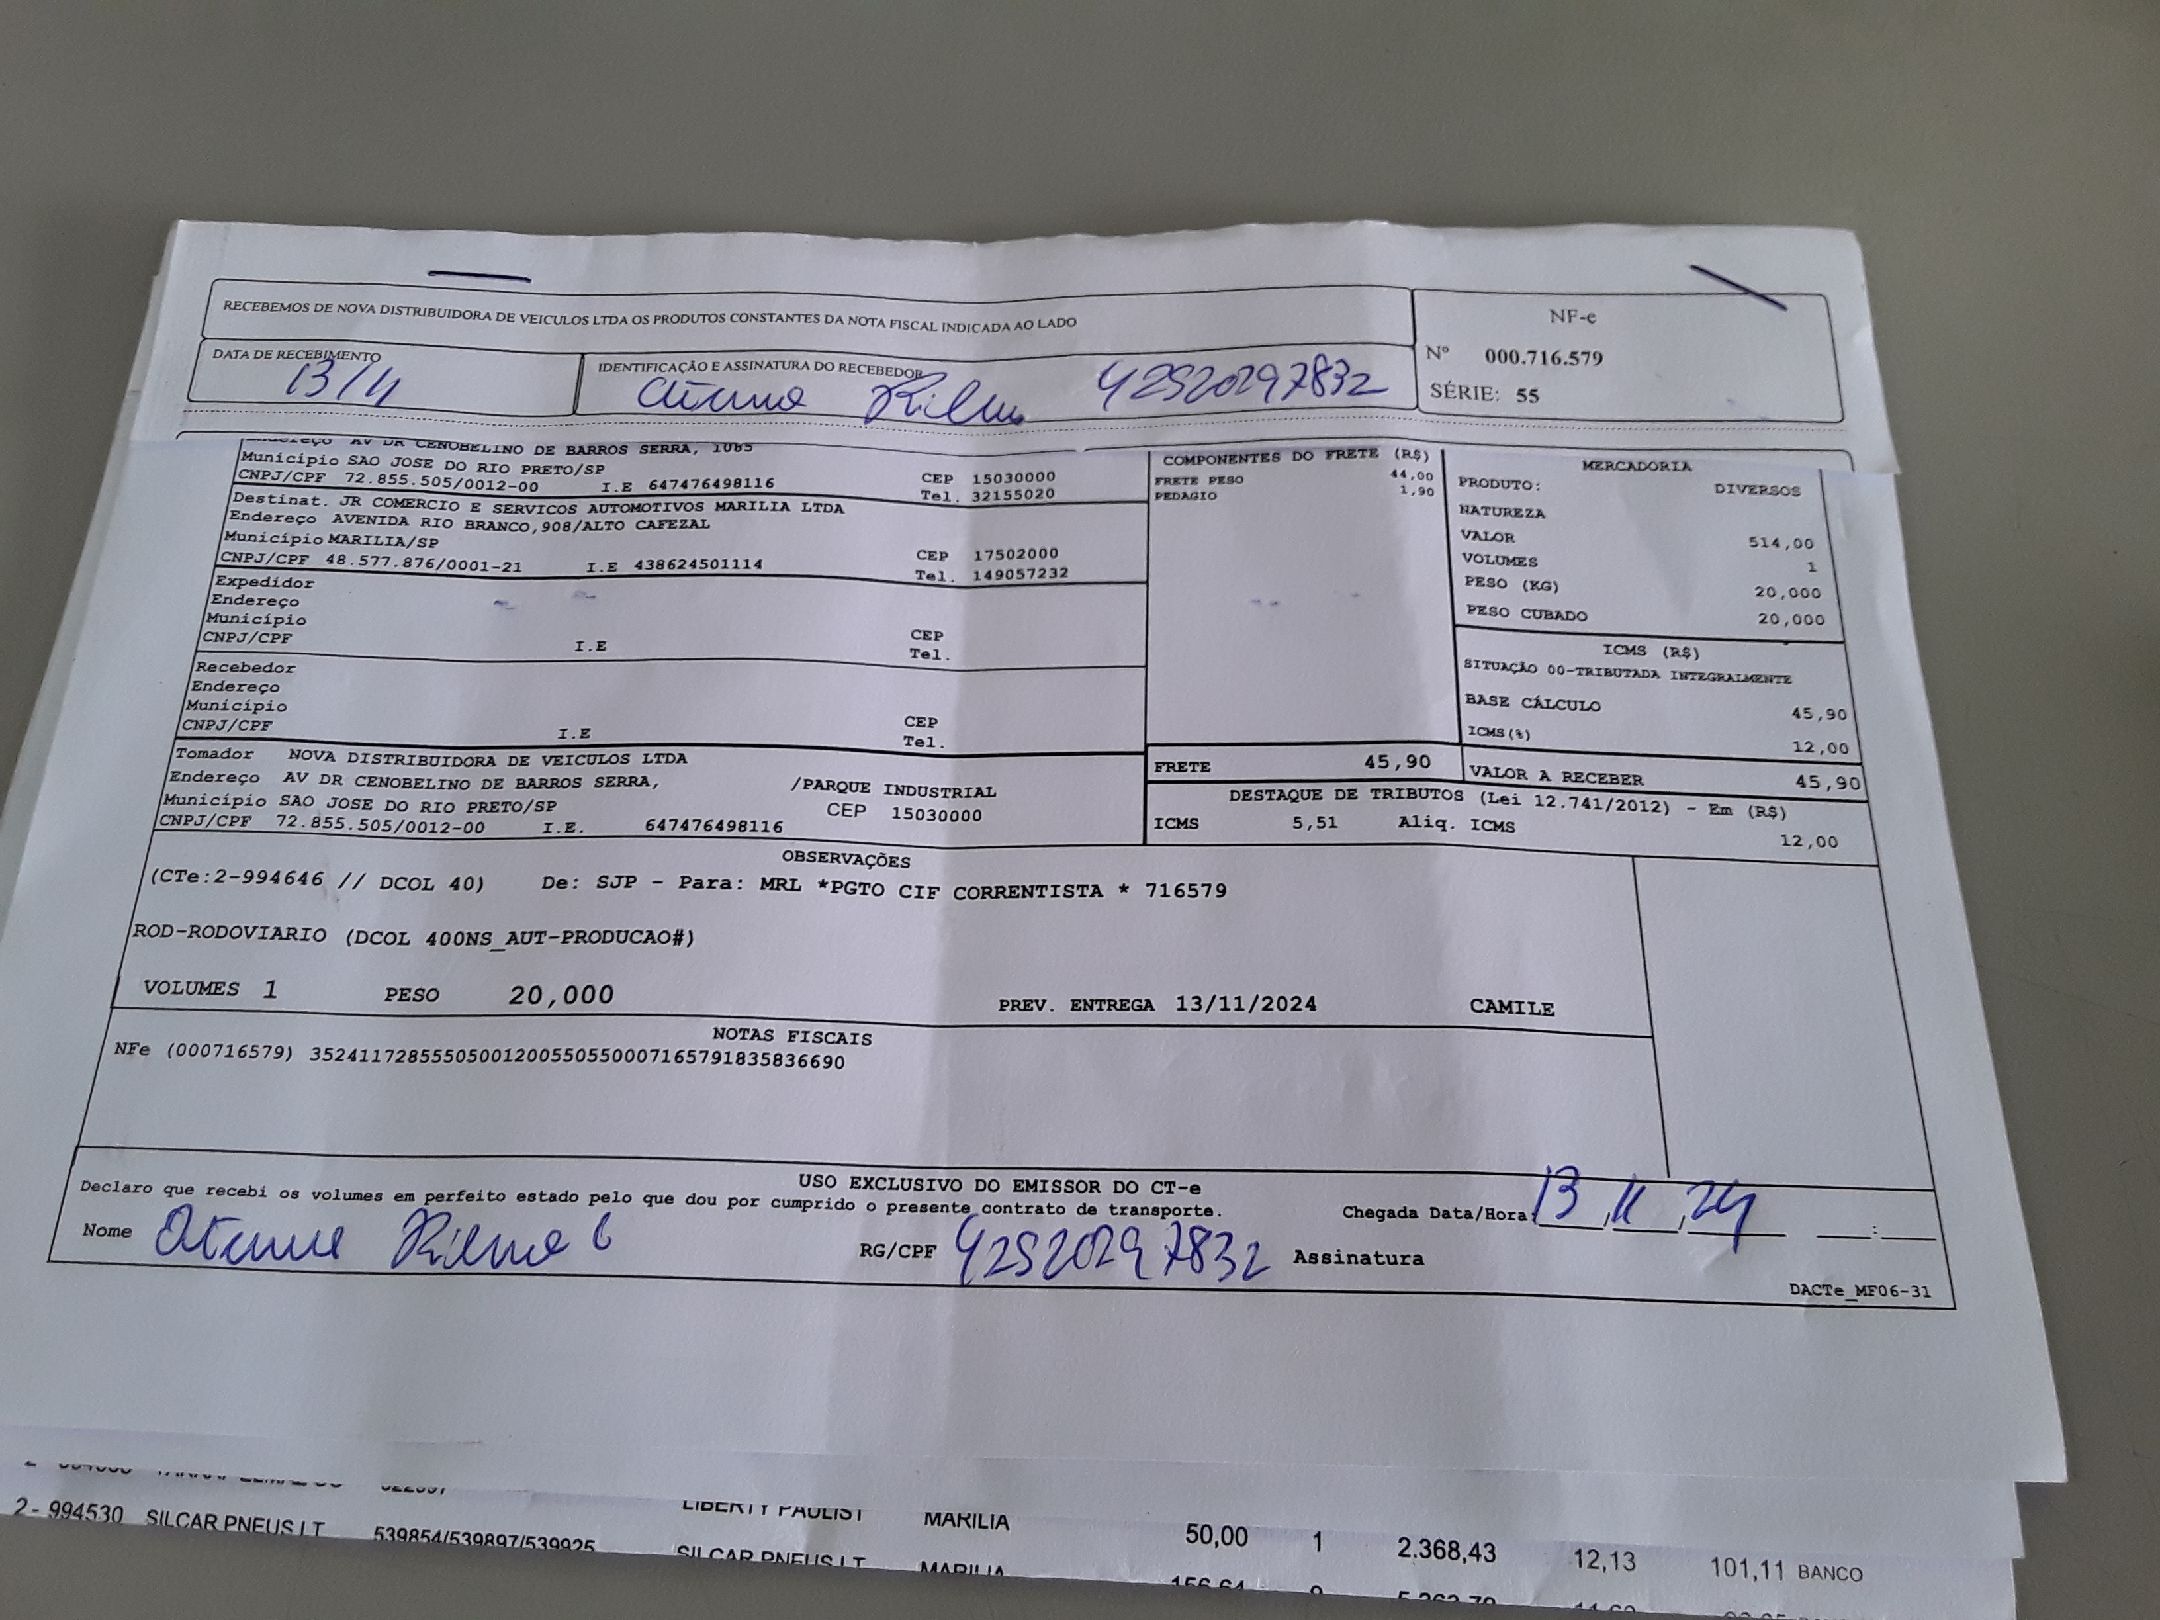 RECEBEMOS DE NOVA DISTRIBUIDORA DE VEICULOS LTDA OS PRODUTOS CONSTANTES DA NOTA FISCAL INDICADA AO LADO
NF-e
Nº 000.716.579
SÉRIE: 55
DATA DE RECEBIMENTO
13/11
IDENTIFICAÇÃO E ASSINATURA DO RECEBEDOR
42520297832
Endereço AV DR CENOBELINO DE BARROS SERRA, 1065
Município SAO JOSE DO RIO PRETO/SP CEP 15030000
CNPJ/CPF 72.855.505/0012-00 I.E 647476498116 Tel. 32155020
Destinat. JR COMERCIO E SERVICOS AUTOMOTIVOS MARILIA LTDA
Endereço AVENIDA RIO BRANCO,908/ALTO CAFEZAL
Município MARILIA/SP CEP 17502000
CNPJ/CPF 48.577.876/0001-21 I.E 438624501114 Tel. 149057232
Expedidor
Endereço
Município CEP
CNPJ/CPF I.E Tel.
Recebedor
Endereço
Município CEP
CNPJ/CPF I.E Tel.
Tomador NOVA DISTRIBUIDORA DE VEICULOS LTDA
Endereço AV DR CENOBELINO DE BARROS SERRA, /PARQUE INDUSTRIAL
Município SAO JOSE DO RIO PRETO/SP CEP 15030000
CNPJ/CPF 72.855.505/0012-00 I.E. 647476498116
COMPONENTES DO FRETE (R$)
FRETE PESO 44,00
PEDAGIO 1,90
FRETE 45,90
MERCADORIA
PRODUTO: DIVERSOS
NATUREZA
VALOR 514,00
VOLUMES 1
PESO (KG) 20,000
PESO CUBADO 20,000
ICMS (R$)
SITUAÇÃO 00-TRIBUTADA INTEGRALMENTE
BASE CÁLCULO 45,90
ICMS(%) 12,00
VALOR A RECEBER 45,90
DESTAQUE DE TRIBUTOS (Lei 12.741/2012) - Em (R$)
ICMS 5,51 Aliq. ICMS 12,00
OBSERVAÇÕES
(CTe:2-994646 // DCOL 40) De: SJP - Para: MRL *PGTO CIF CORRENTISTA * 716579
ROD-RODOVIARIO (DCOL 400NS_AUT-PRODUCAO#)
VOLUMES 1 PESO 20,000 PREV. ENTREGA 13/11/2024 CAMILE
NOTAS FISCAIS
NFe (000716579) 35241172855505001200550550007165791835836690
USO EXCLUSIVO DO EMISSOR DO CT-e
Declaro que recebi os volumes em perfeito estado pelo que dou por cumprido o presente contrato de transporte.
Chegada Data/Hora: 13, 11, 24 :
Nome
RG/CPF 42520297832 Assinatura
DACTe_MF06-31
LIBERTY PAULIST MARILIA 50,00 1 2.368,43 12,13 101,11 BANCO
2- 994530 SILCAR PNEUS LT 539854/539897/539925 SILCAR PNEUS LT MARILIA